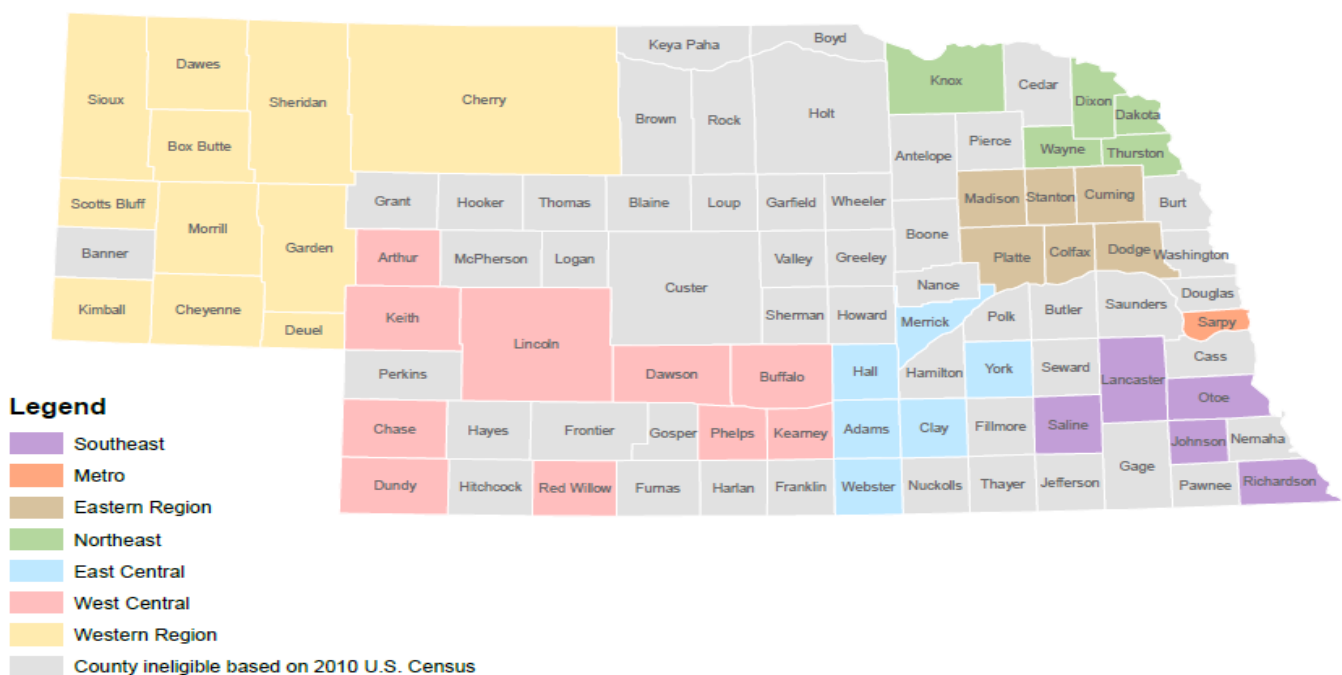 Keya Paha
Boyd
Dawes
Knox
Cedar
Sioux
Sheridan
Cherry
Dixon
Dakota
Brown
Rock
Holt
Box Butte
Antelope
Pierce
Wayne
Thurston
Scotts Bluff
Grant
Hooker
Thomas
Blaine
Loup
Garfield
Wheeler
Madison
Stanton
Cuming
Burt
Morrill
Garden
Boone
Banner
Arthur
McPherson
Logan
Valley
Greeley
Platte
Colfax
Dodge
Washington
Custer
Nance
Kimball
Cheyenne
Keith
Sherman
Howard
Merrick
Polk
Butler
Saunders
Douglas
Sarpy
Deuel
Lincoln
Perkins
Dawson
Buffalo
Hall
Hamilton
York
Seward
Lancaster
Cass
Otoe
Chase
Hayes
Frontier
Gosper
Phelps
Kearney
Adams
Clay
Fillmore
Saline
Johnson
Nemaha
Dundy
Hitchcock
Red Willow
Furnas
Harlan
Franklin
Webster
Nuckolls
Thayer
Jefferson
Gage
Pawnee
Richardson
Legend
Southeast
Metro
Eastern Region
Northeast
East Central
West Central
Western Region
County ineligible based on 2010 U.S. Census